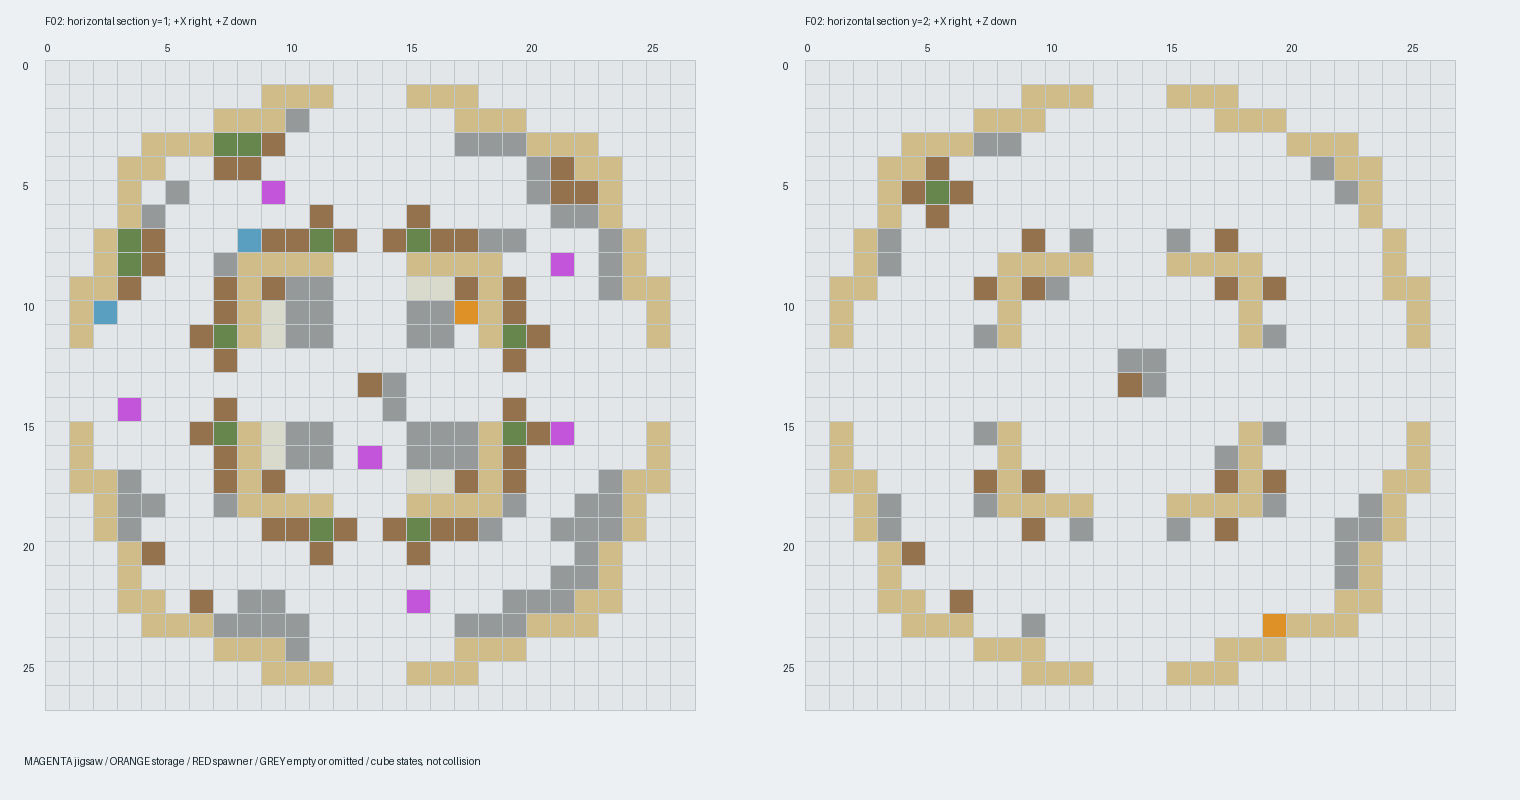 F02: horizontal section y=1; +X right, +Z down
0 5 10 15 20 25
0
5
10
15
20
25
F02: horizontal section y=2; +X right, +Z down
0 5 10 15 20 25
0
5
10
15
20
25
MAGENTA jigsaw / ORANGE storage / RED spawner / GREY empty or omitted / cube states, not collision